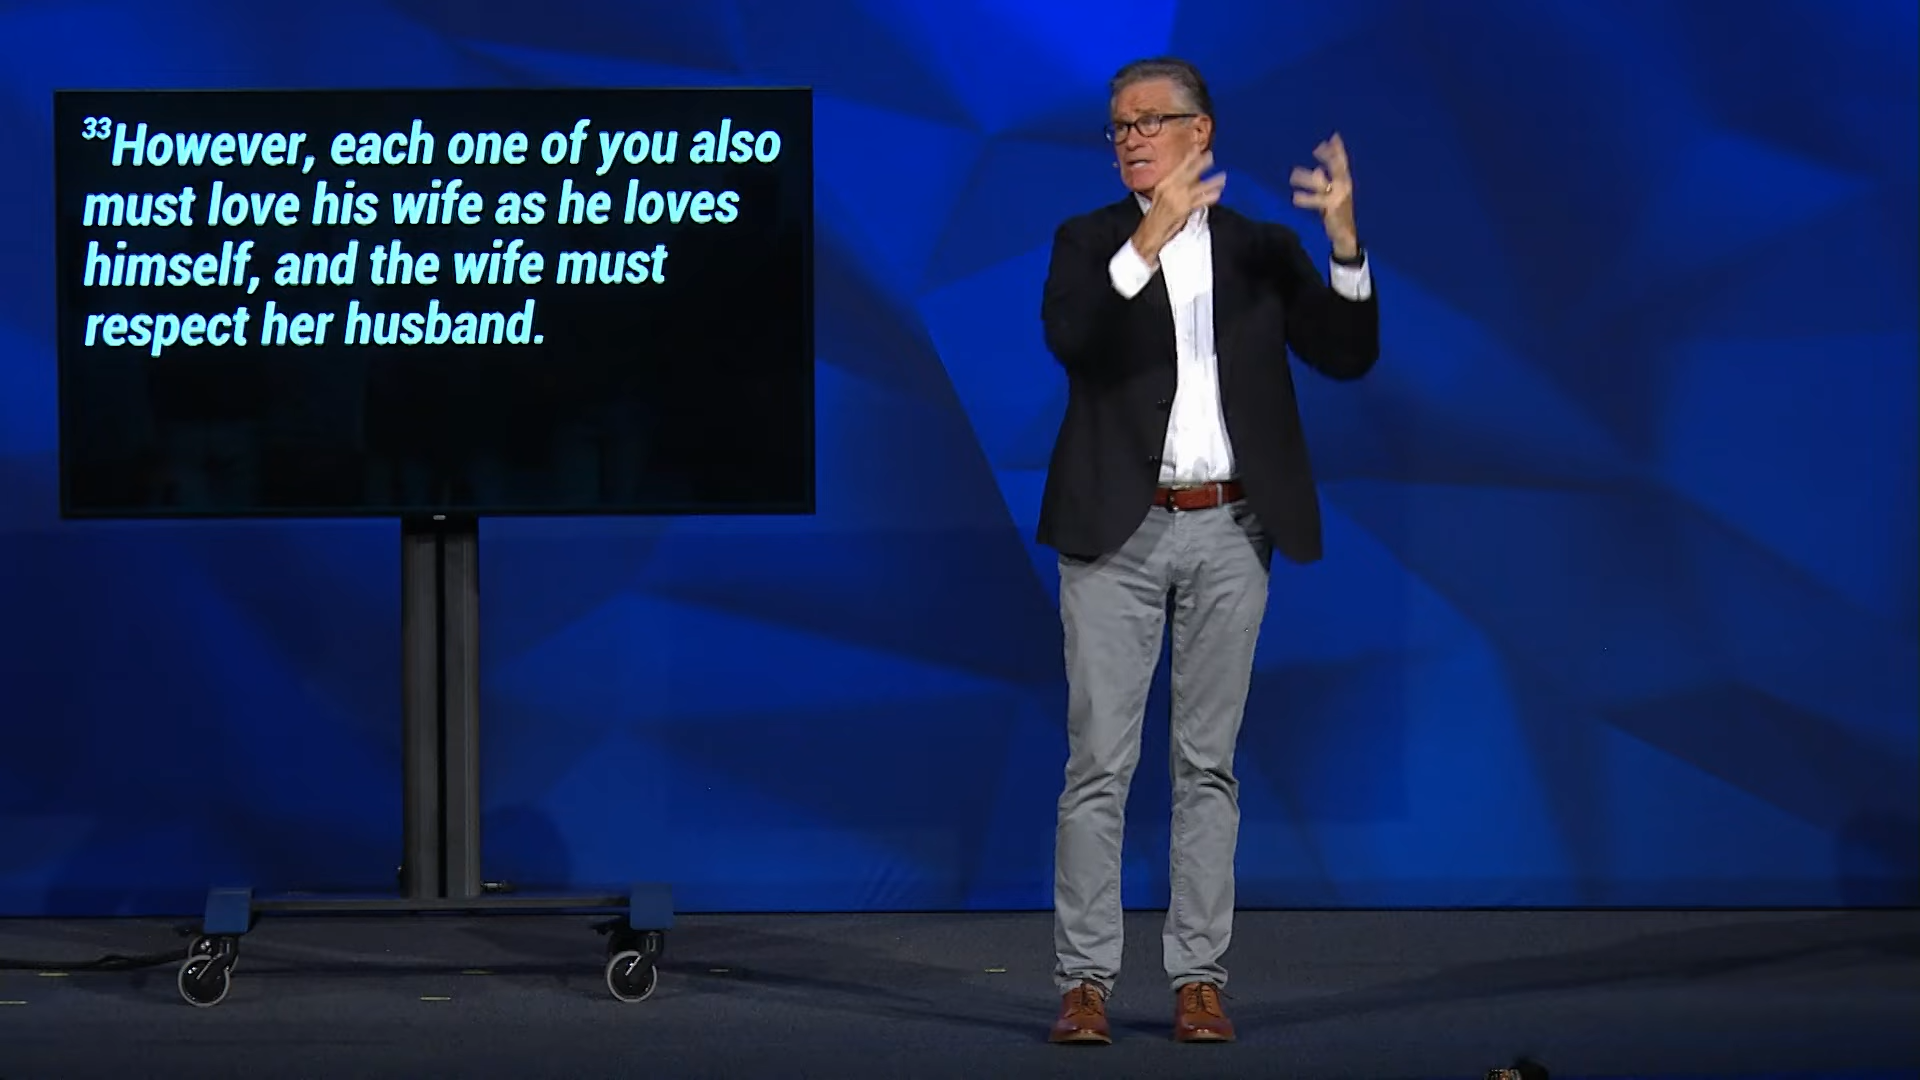 33However, each one of you also
must love his wife as he loves
himself, and the wife must
respect her husband.